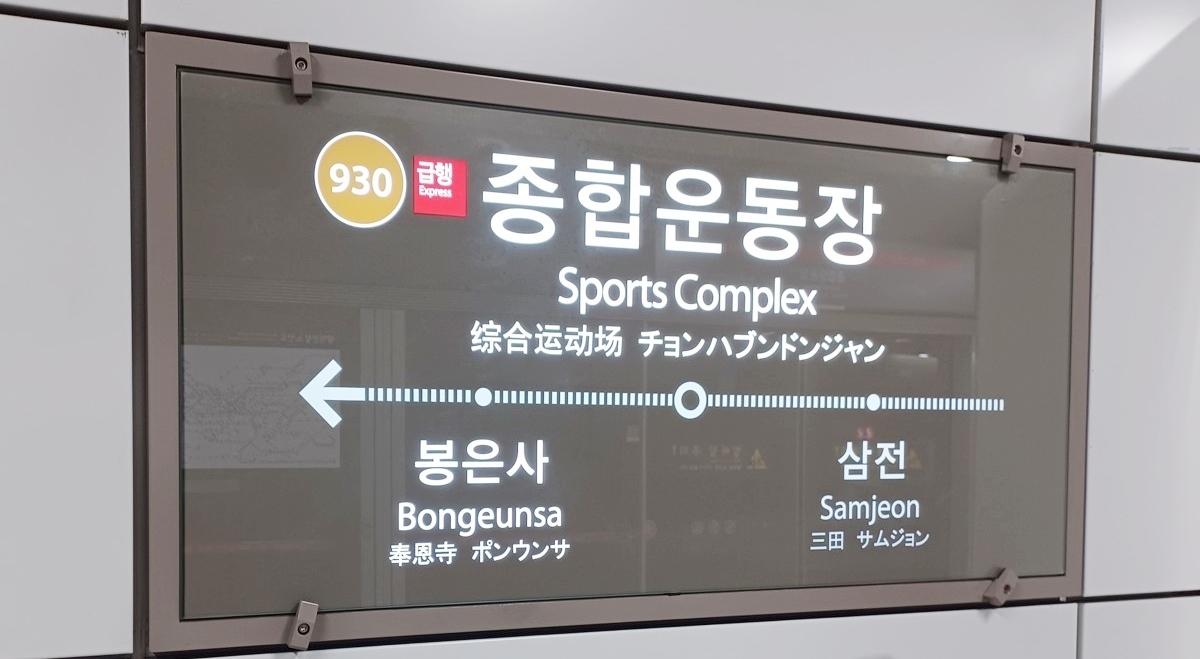 930 급행 종합운동장
Express
Sports Complex
综合运动场 チョンハブンドンジャン
봉은사 삼전
Bongeunsa Samjeon
奉恩寺 ポンウンサ 三田 サムジョン